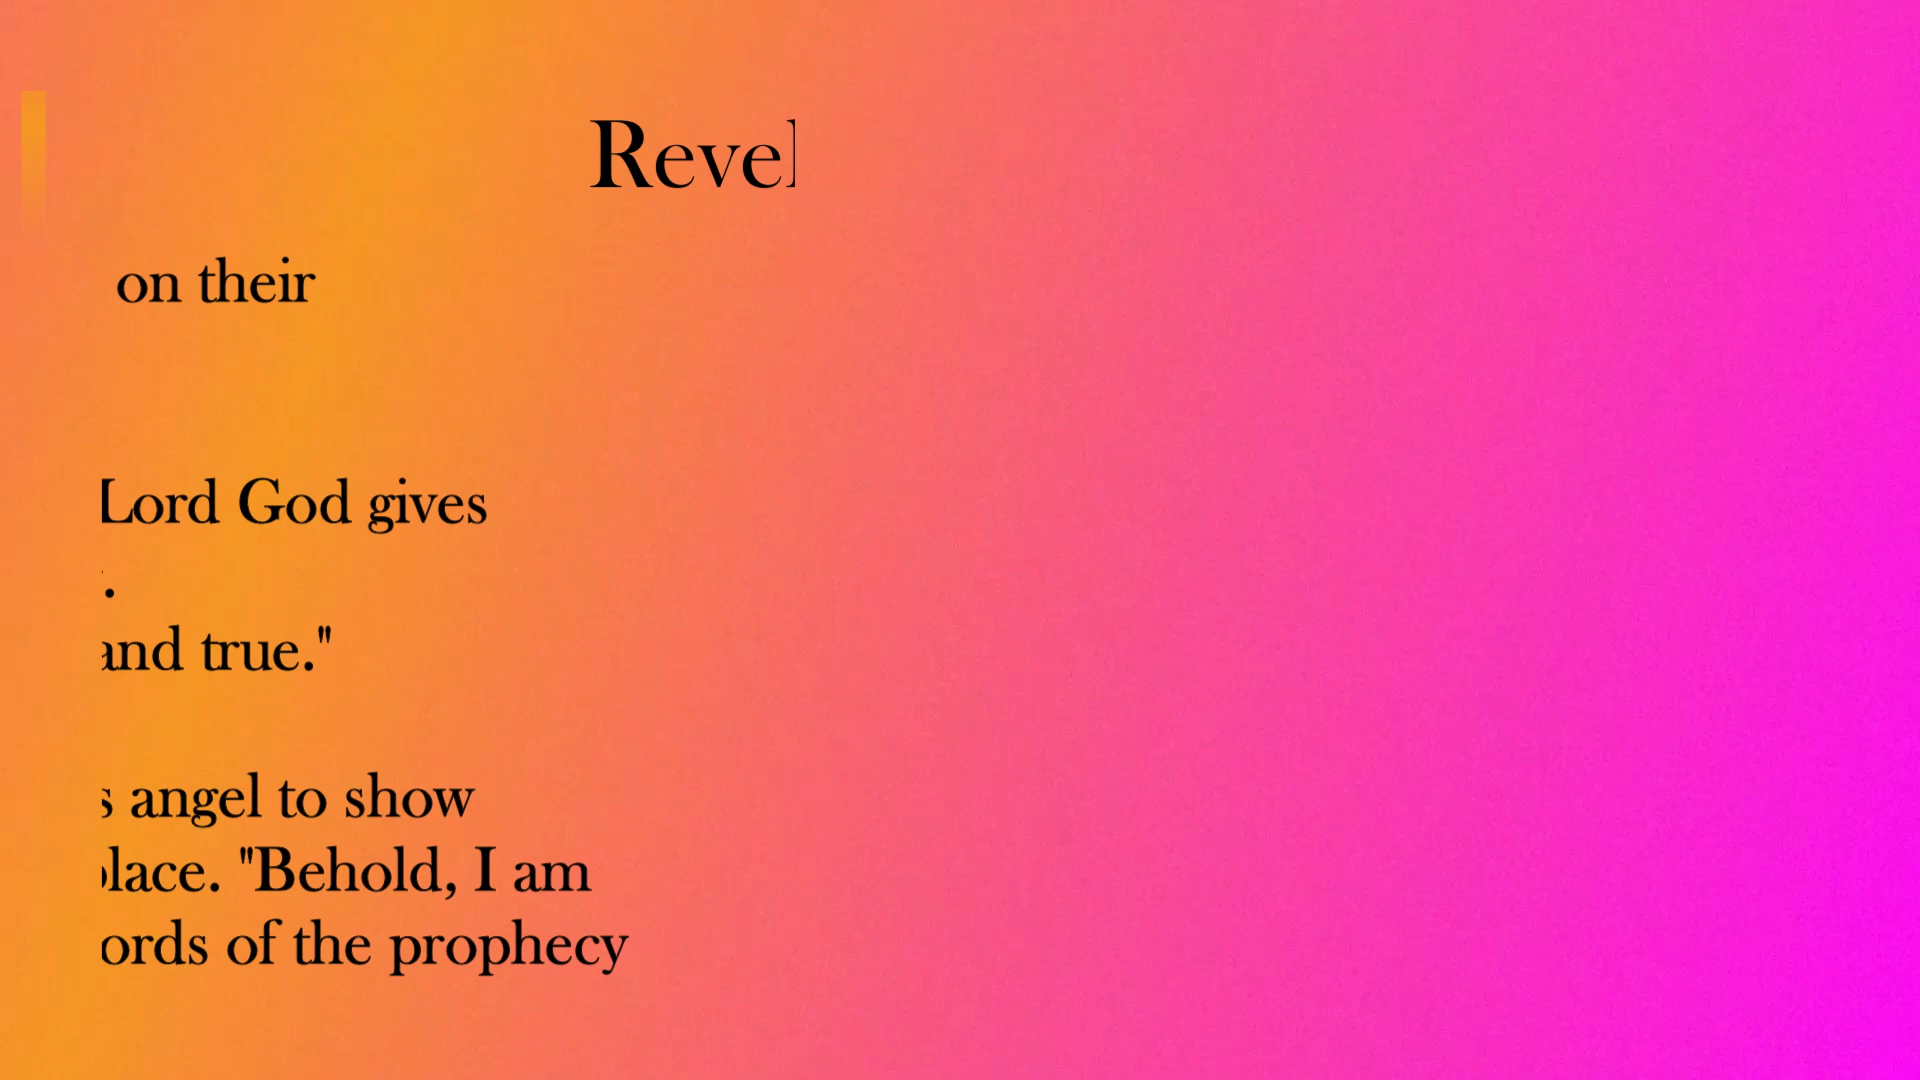 Revel
on their
Lord God gives
.
and true."
s angel to show
lace. "Behold, I am
ords of the prophecy